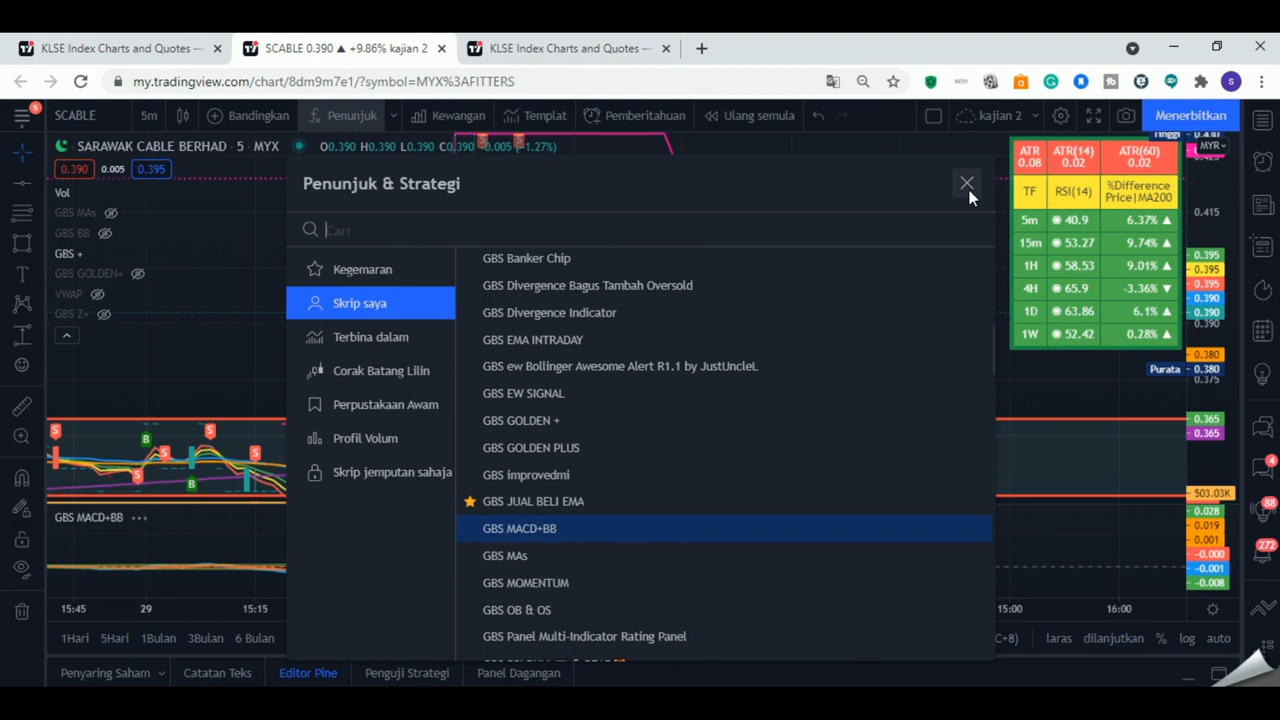 KLSE Index Charts and Quotes —
SCABLE 0.390 ▲ +9.86% kajian 2
KLSE Index Charts and Quotes —
my.tradingview.com/chart/8dm9m7e1/?symbol=MYX%3AFITTERS
5
SCABLE
5m
Bandingkan
Penunjuk
Kewangan
Templat
Pemberitahuan
Ulang semula
kajian 2
Menerbitkan
SARAWAK CABLE BERHAD · 5 · MYX
O0.390 H0.390 L0.390 C0.390 -0.005 (-1.27%)
0.390
0.005
0.395
Vol
GBS MAs
GBS BB
GBS +
GBS GOLDEN+
VWAP
GBS Z+
Penunjuk & Strategi
Cari
Kegemaran
Skrip saya
Terbina dalam
Corak Batang Lilin
Perpustakaan Awam
Profil Volum
Skrip jemputan sahaja
GBS Banker Chip
GBS Divergence Bagus Tambah Oversold
GBS Divergence Indicator
GBS EMA INTRADAY
GBS ew Bollinger Awesome Alert R1.1 by JustUncleL
GBS EW SIGNAL
GBS GOLDEN +
GBS GOLDEN PLUS
GBS improvedmi
GBS JUAL BELI EMA
GBS MACD+BB
GBS MAs
GBS MOMENTUM
GBS OB & OS
GBS Panel Multi-Indicator Rating Panel
ATR 0.08 ATR(14) 0.02 ATR(60) 0.02
TF RSI(14) %Difference Price|MA200
5m 40.9 6.37% ▲
15m 53.27 9.74% ▲
1H 58.53 9.01% ▲
4H 65.9 -3.36% ▼
1D 63.86 6.1% ▲
1W 52.42 0.28% ▲
Tinggi
MYR
0.415
0.395
0.395
0.395
0.390
0.390
0.390
0.380
Purata 0.380
0.375
0.365
0.365
503.03K
0.028
0.019
0.001
-0.000
-0.001
-0.008
4
88
272
S
B
S
S
S
B
S
GBS MACD+BB
15:45
29
15:15
15:00
16:00
1Hari
5Hari
1Bulan
3Bulan
6 Bulan
C+8)
laras
dilanjutkan
%
log
auto
Penyaring Saham
Catatan Teks
Editor Pine
Penguji Strategi
Panel Dagangan